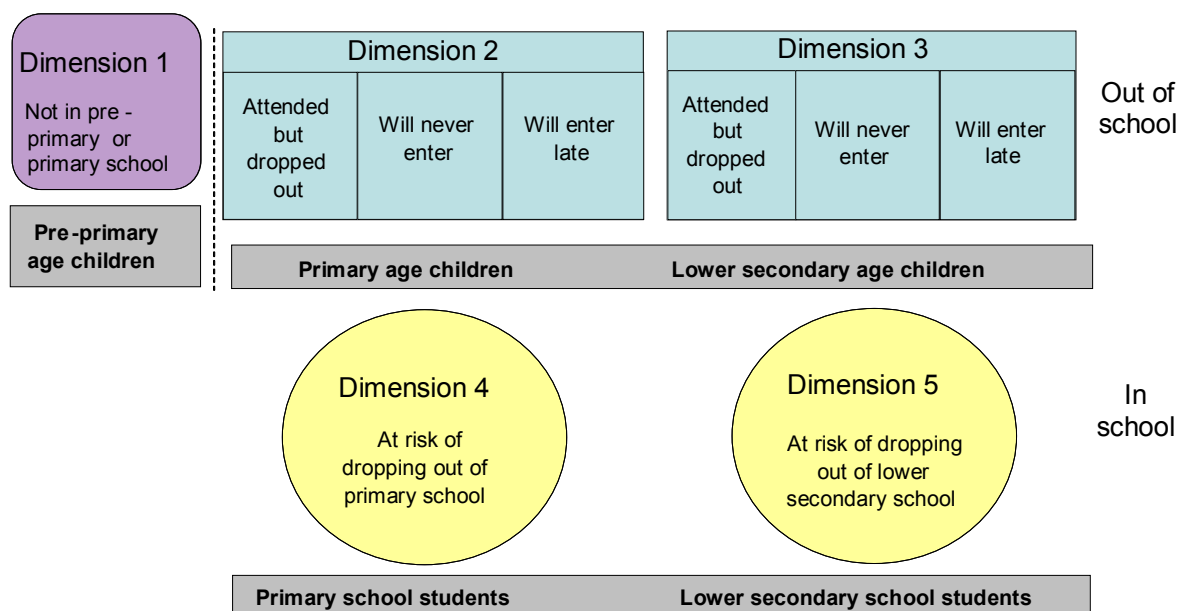 Dimension 1
Not in pre -
primary or
primary school
Pre-primary
age children
Dimension 2
Attended
but
dropped
out
Will never
enter
Will enter
late
Dimension 3
Attended
but
dropped
out
Will never
enter
Will enter
late
Out of
school
Primary age children
Lower secondary age children
Dimension 4
At risk of
dropping out of
primary school
Dimension 5
At risk of dropping
out of lower
secondary school
In
school
Primary school students
Lower secondary school students